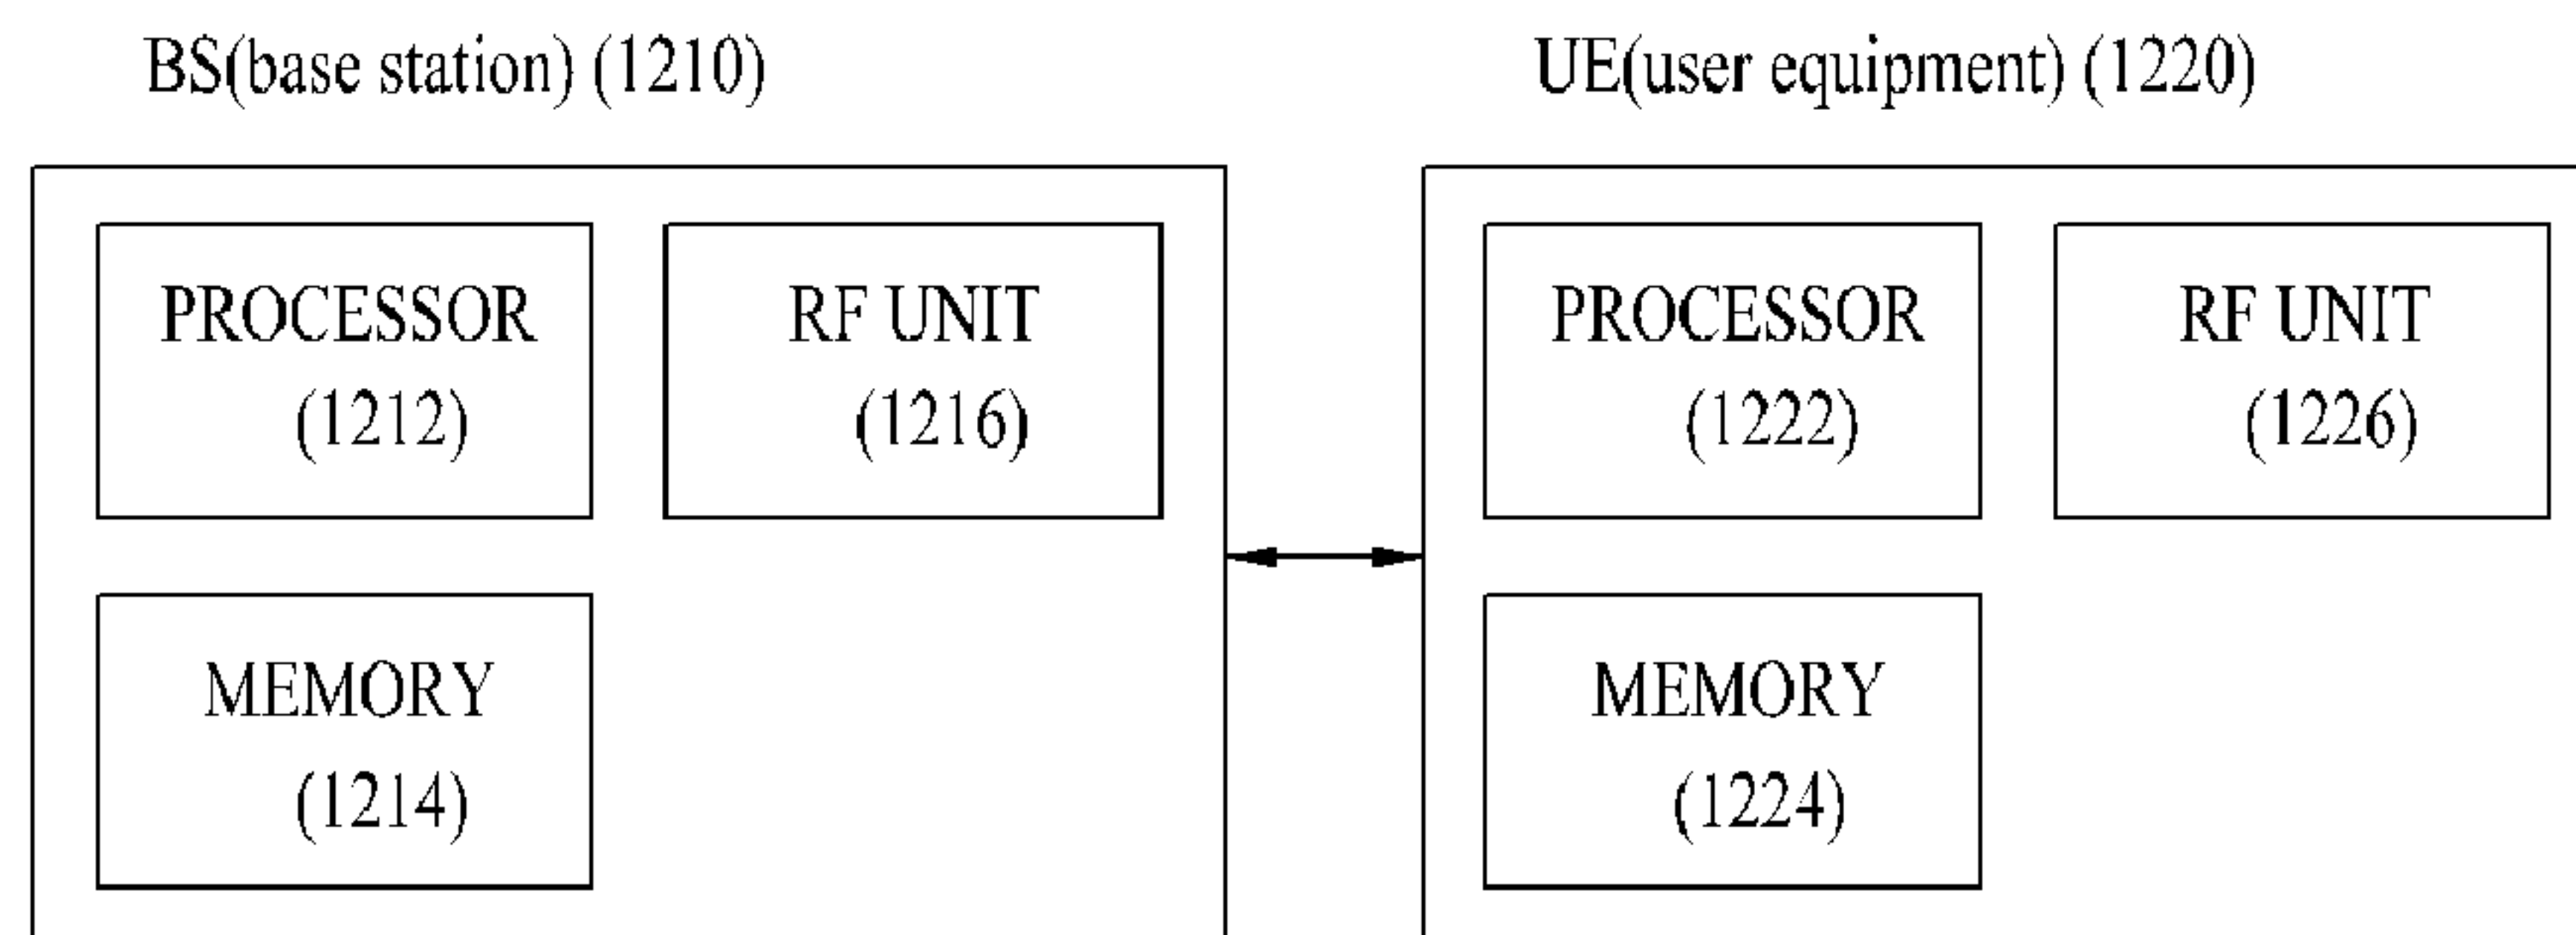 BS(base station) (1210)
PROCESSOR
(1212)
RF UNIT
(1216)
MEMORY
(1214)
UE(user equipment) (1220)
PROCESSOR
(1222)
RF UNIT
(1226)
MEMORY
(1224)